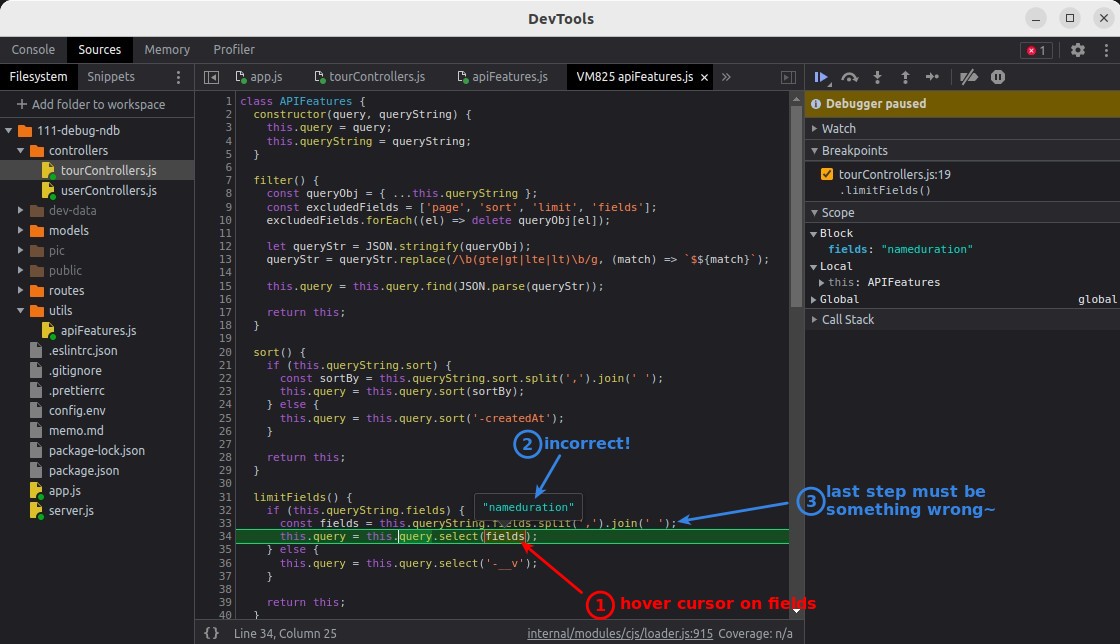 DevTools
Console Sources Memory Profiler 1
Filesystem Snippets app.js tourControllers.js apiFeatures.js VM825 apiFeatures.js × »
+ Add folder to workspace
111-debug-ndb
controllers
tourControllers.js
userControllers.js
dev-data
models
pic
public
routes
utils
apiFeatures.js
.eslintrc.json
.gitignore
.prettierrc
config.env
memo.md
package-lock.json
package.json
app.js
server.js
1 class APIFeatures {
2 constructor(query, queryString) {
3 this.query = query;
4 this.queryString = queryString;
5 }
6
7 filter() {
8 const queryObj = { ...this.queryString };
9 const excludedFields = ['page', 'sort', 'limit', 'fields'];
10 excludedFields.forEach((el) => delete queryObj[el]);
11
12 let queryStr = JSON.stringify(queryObj);
13 queryStr = queryStr.replace(/\b(gte|gt|lte|lt)\b/g, (match) => `$${match}`);
14
15 this.query = this.query.find(JSON.parse(queryStr));
16
17 return this;
18 }
19
20 sort() {
21 if (this.queryString.sort) {
22 const sortBy = this.queryString.sort.split(',').join(' ');
23 this.query = this.query.sort(sortBy);
24 } else {
25 this.query = this.query.sort('-createdAt');
26 }
27
28 return this;
29 }
30
31 limitFields() {
32 if (this.queryString.fields) {
33 const fields = this.queryString.fields.split(',').join(' ');
34 this.query = this.query.select(fields);
35 } else {
36 this.query = this.query.select('-__v');
37 }
38
39 return this;
40 }
2 incorrect!
"nameduration"
3 last step must be
something wrong~
1 hover cursor on fields
{} Line 34, Column 25 internal/modules/cjs/loader.js:915 Coverage: n/a
Debugger paused
Watch
Breakpoints
tourControllers.js:19
.limitFields()
Scope
Block
fields: "nameduration"
Local
this: APIFeatures
Global global
Call Stack